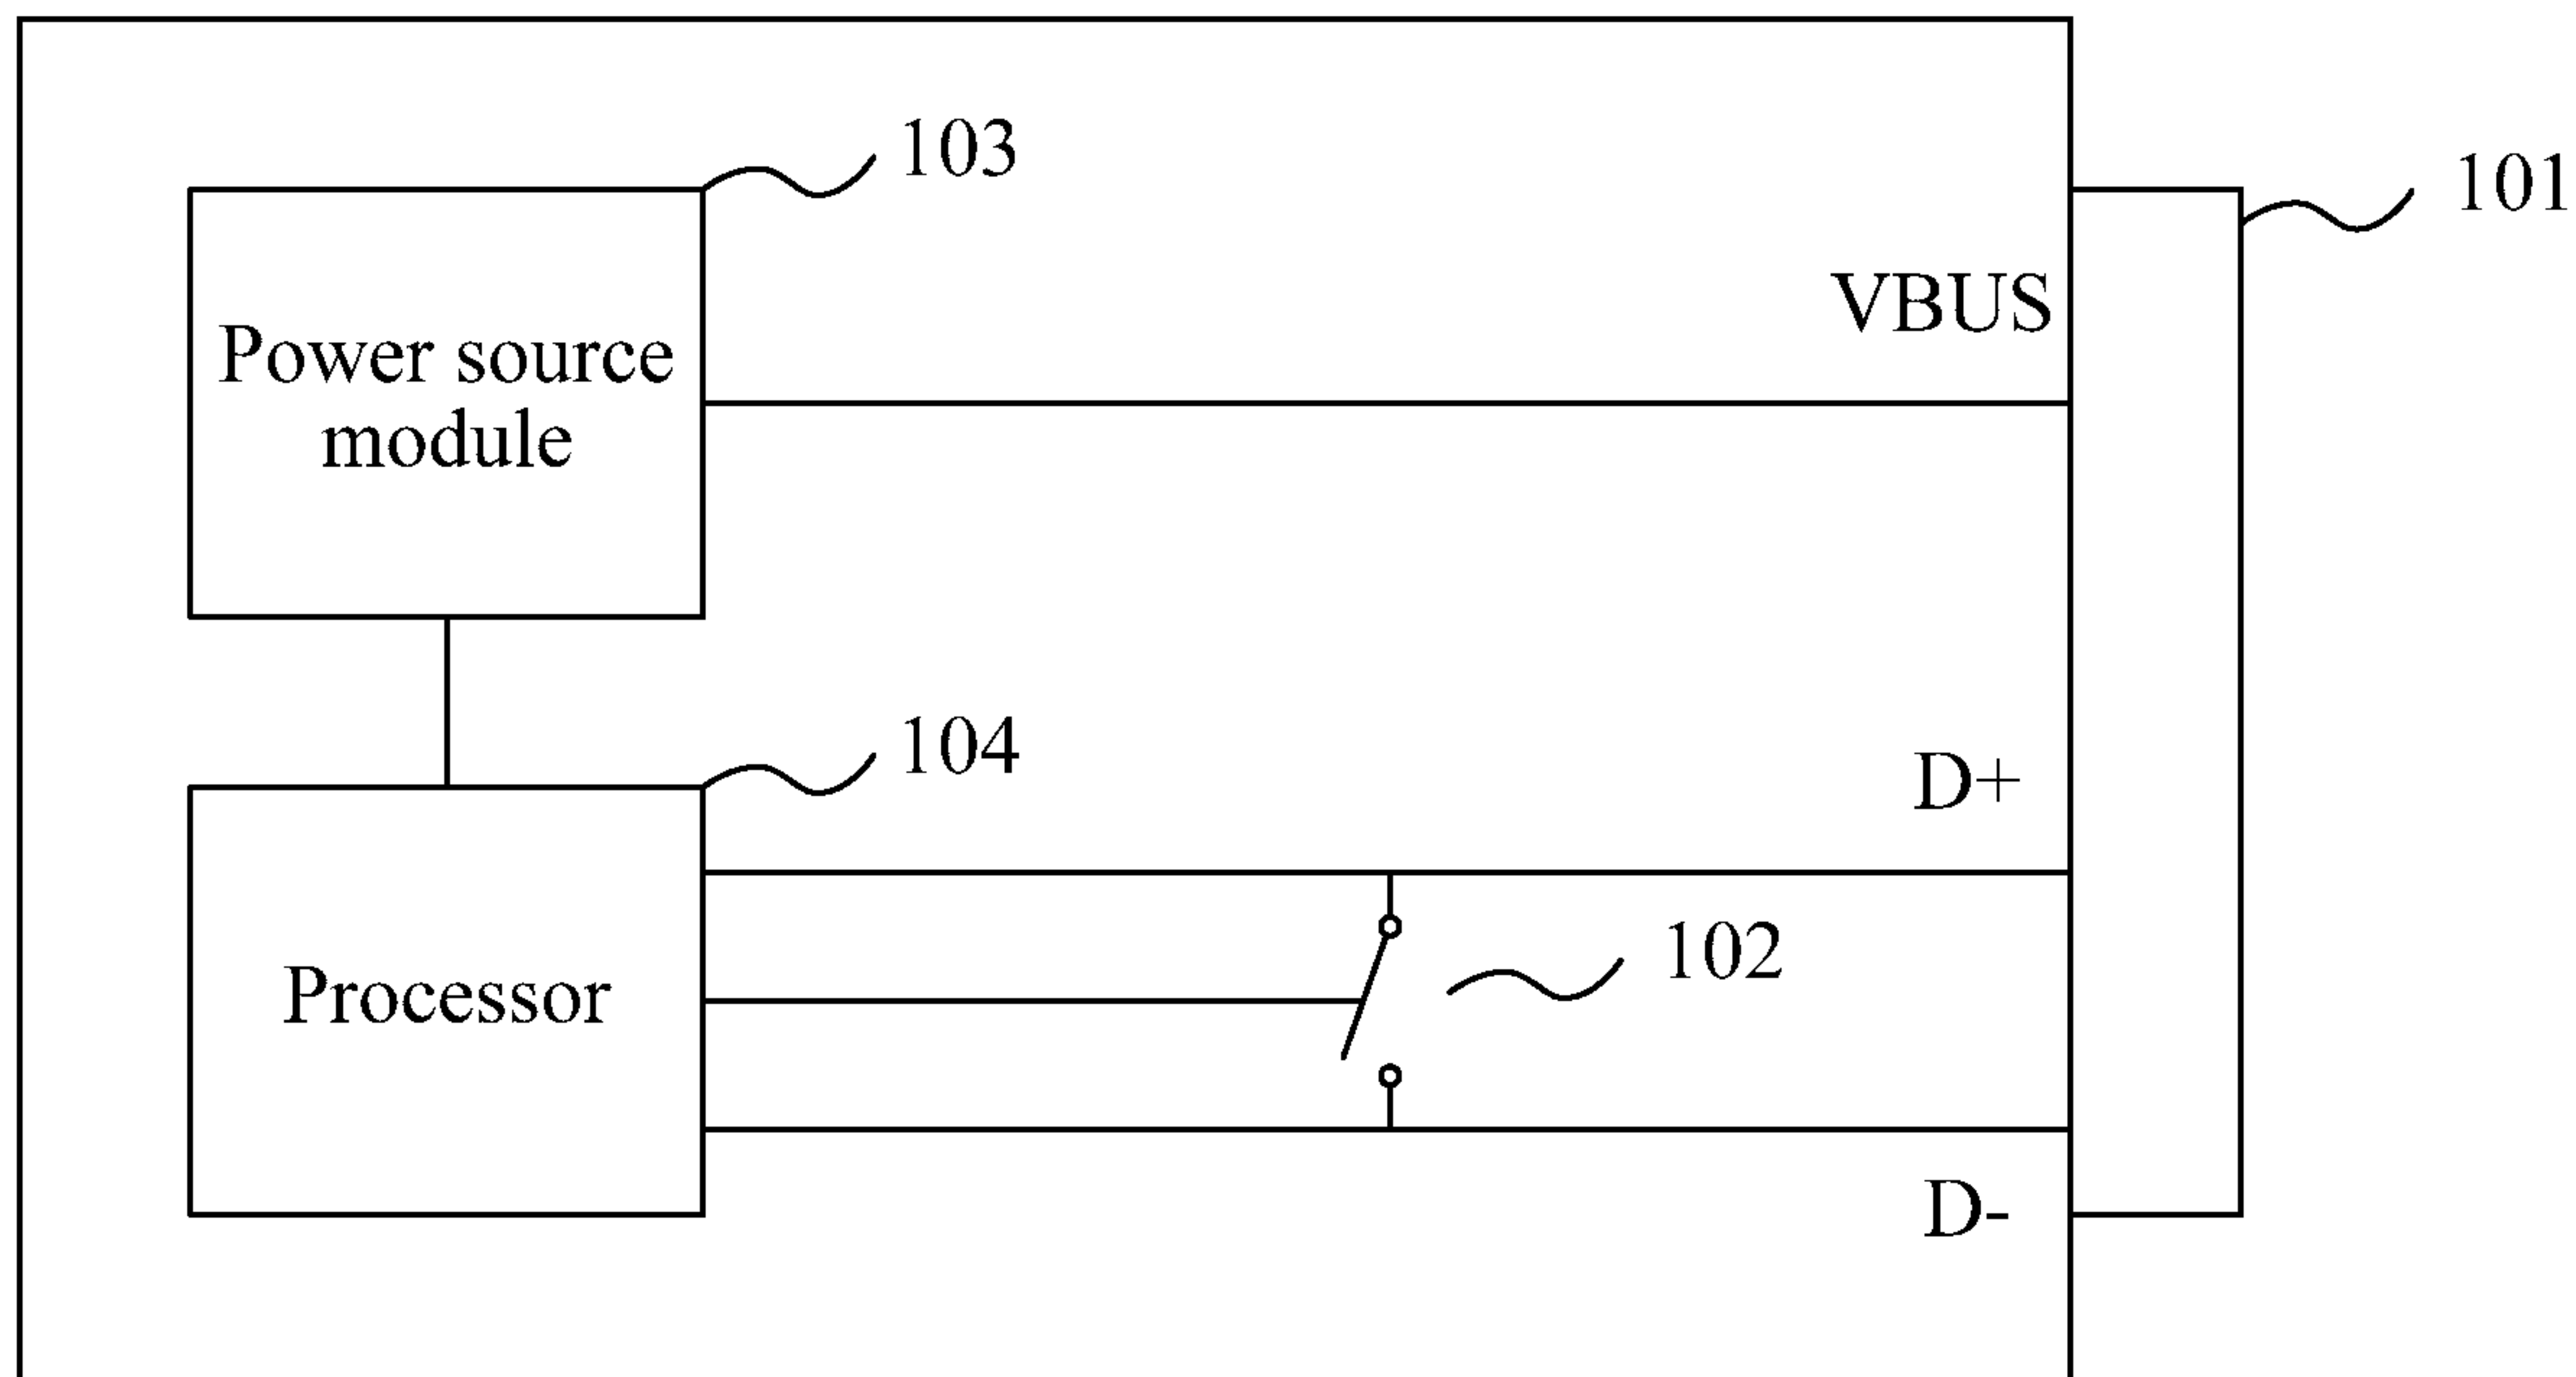 103
101
VBUS
Power source
module
104
D+
102
Processor
D-